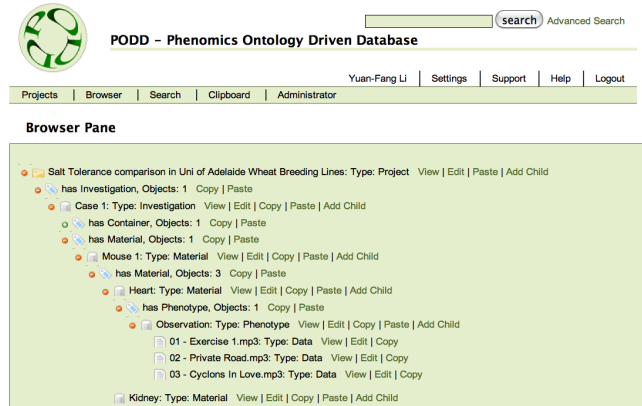 search Advanced Search
PODD – Phenomics Ontology Driven Database
Yuan-Fang Li | Settings | Support | Help | Logout
Projects | Browser | Search | Clipboard | Administrator
Browser Pane
Salt Tolerance comparison in Uni of Adelaide Wheat Breeding Lines: Type: Project View | Edit | Paste | Add Child
has Investigation, Objects: 1 Copy | Paste
Case 1: Type: Investigation View | Edit | Copy | Paste | Add Child
has Container, Objects: 1 Copy | Paste
has Material, Objects: 1 Copy | Paste
Mouse 1: Type: Material View | Edit | Copy | Paste | Add Child
has Material, Objects: 3 Copy | Paste
Heart: Type: Material View | Edit | Copy | Paste | Add Child
has Phenotype, Objects: 1 Copy | Paste
Observation: Type: Phenotype View | Edit | Copy | Paste | Add Child
01 - Exercise 1.mp3: Type: Data View | Edit | Copy
02 - Private Road.mp3: Type: Data View | Edit | Copy
03 - Cyclons In Love.mp3: Type: Data View | Edit | Copy
Kidney: Type: Material View | Edit | Copy | Paste | Add Child